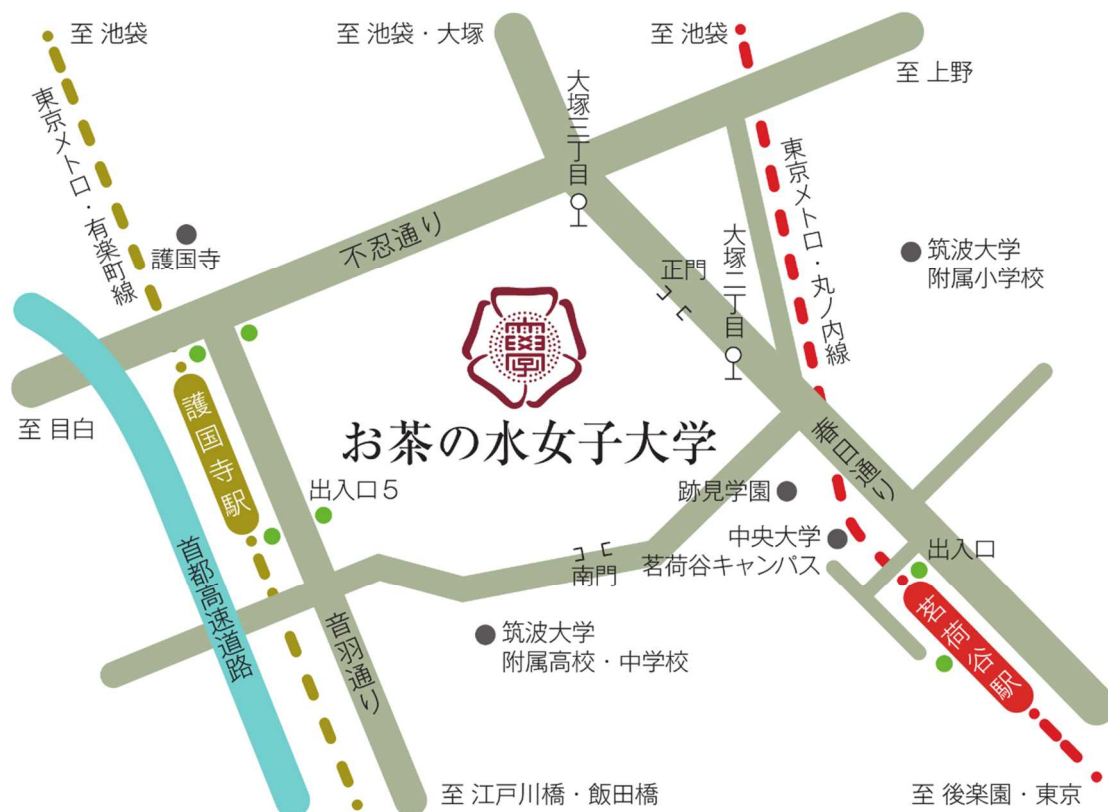 至 池袋
至 池袋・大塚
至 池袋
至 上野
大塚三丁目
東京メトロ・有楽町線
東京メトロ・丸ノ内線
護国寺
不忍通り
正門
大塚二丁目
筑波大学
附属小学校
至 目白
お茶の水女子大学
護国寺駅
春日通り
出入口5
跡見学園
中央大学
茗荷谷キャンパス
出入口
首都高速道路
南門
茗荷谷駅
音羽通り
筑波大学
附属高校・中学校
至 江戸川橋・飯田橋
至 後楽園・東京